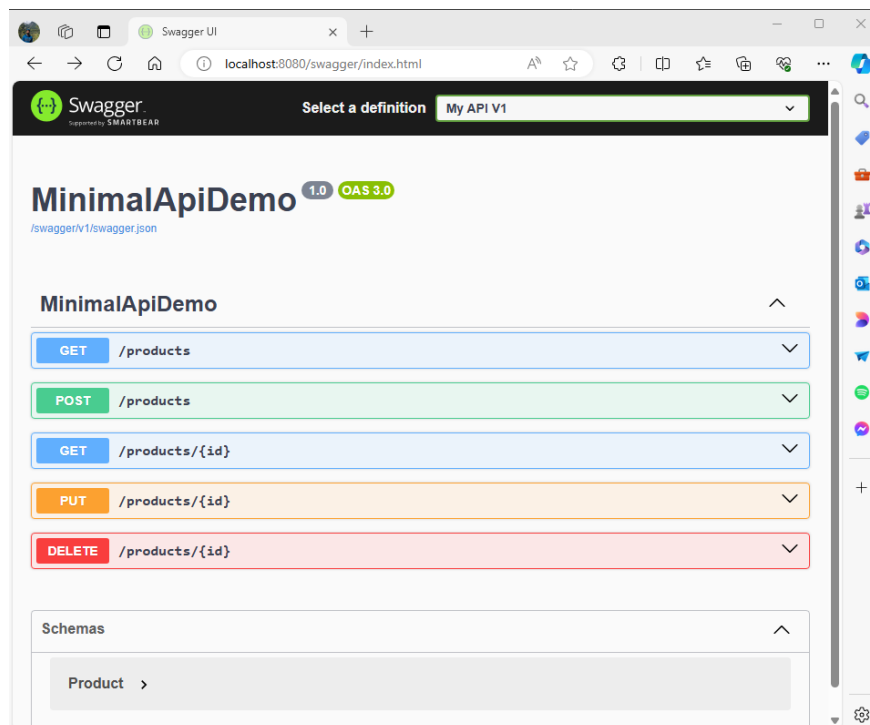 Swagger UI
localhost:8080/swagger/index.html
Swagger.
Supported by SMARTBEAR
Select a definition
My API V1
MinimalApiDemo 1.0 OAS 3.0
/swagger/v1/swagger.json
MinimalApiDemo
GET /products
POST /products
GET /products/{id}
PUT /products/{id}
DELETE /products/{id}
Schemas
Product